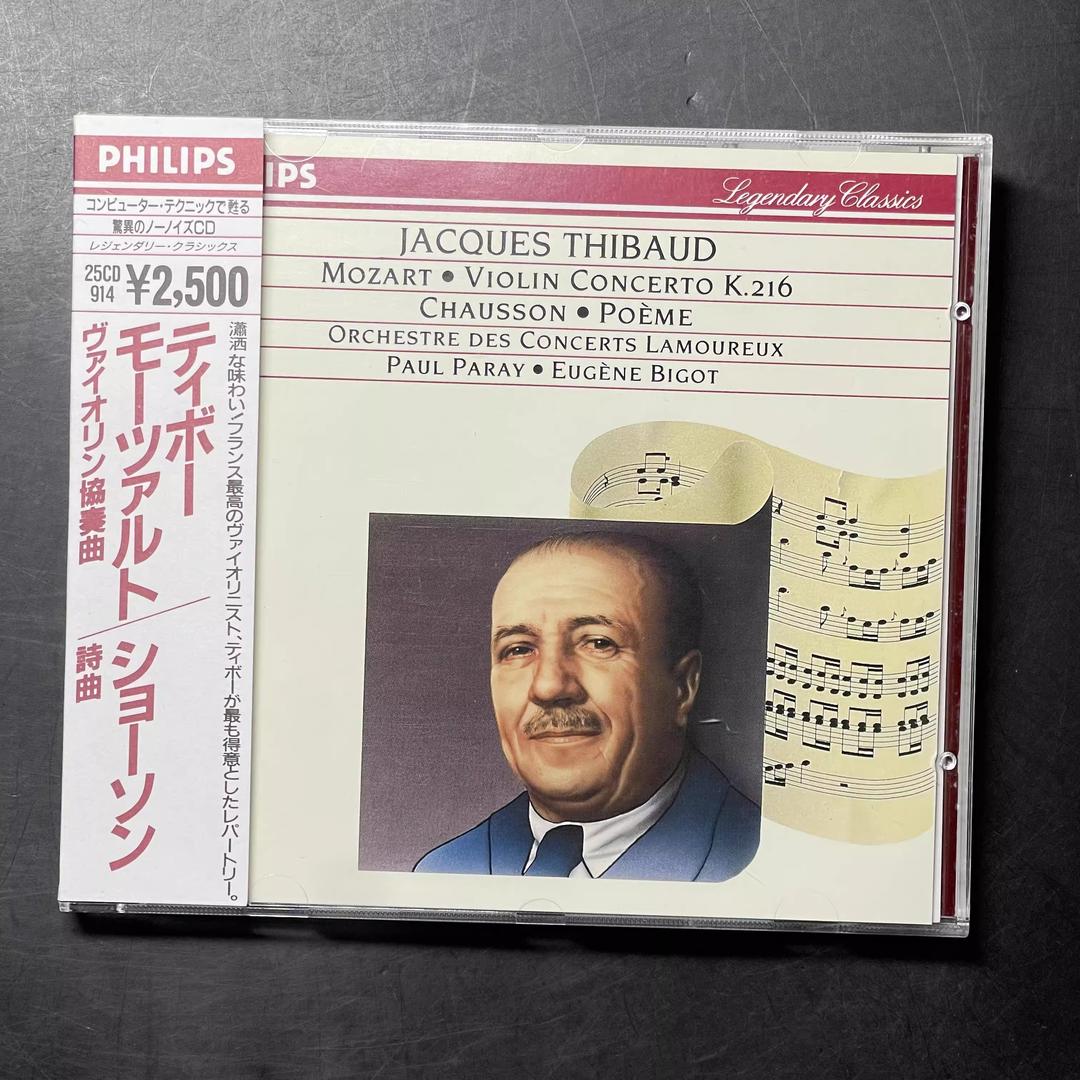 PHILIPS
コンピューター・テクニックで甦る
驚異のノーノイズCD
レジェンダリー・クラシックス
25CD
914
¥2,500
瀟洒な味わい!フランス最高のヴァイオリニスト、ティボーが最も得意としたレパートリー。
ティボー
モーツァルト/ショーソン
ヴァイオリン協奏曲
詩曲
IPS
Legendary Classics
JACQUES THIBAUD
MOZART • VIOLIN CONCERTO K.216
CHAUSSON • POÈME
ORCHESTRE DES CONCERTS LAMOUREUX
PAUL PARAY • EUGÈNE BIGOT